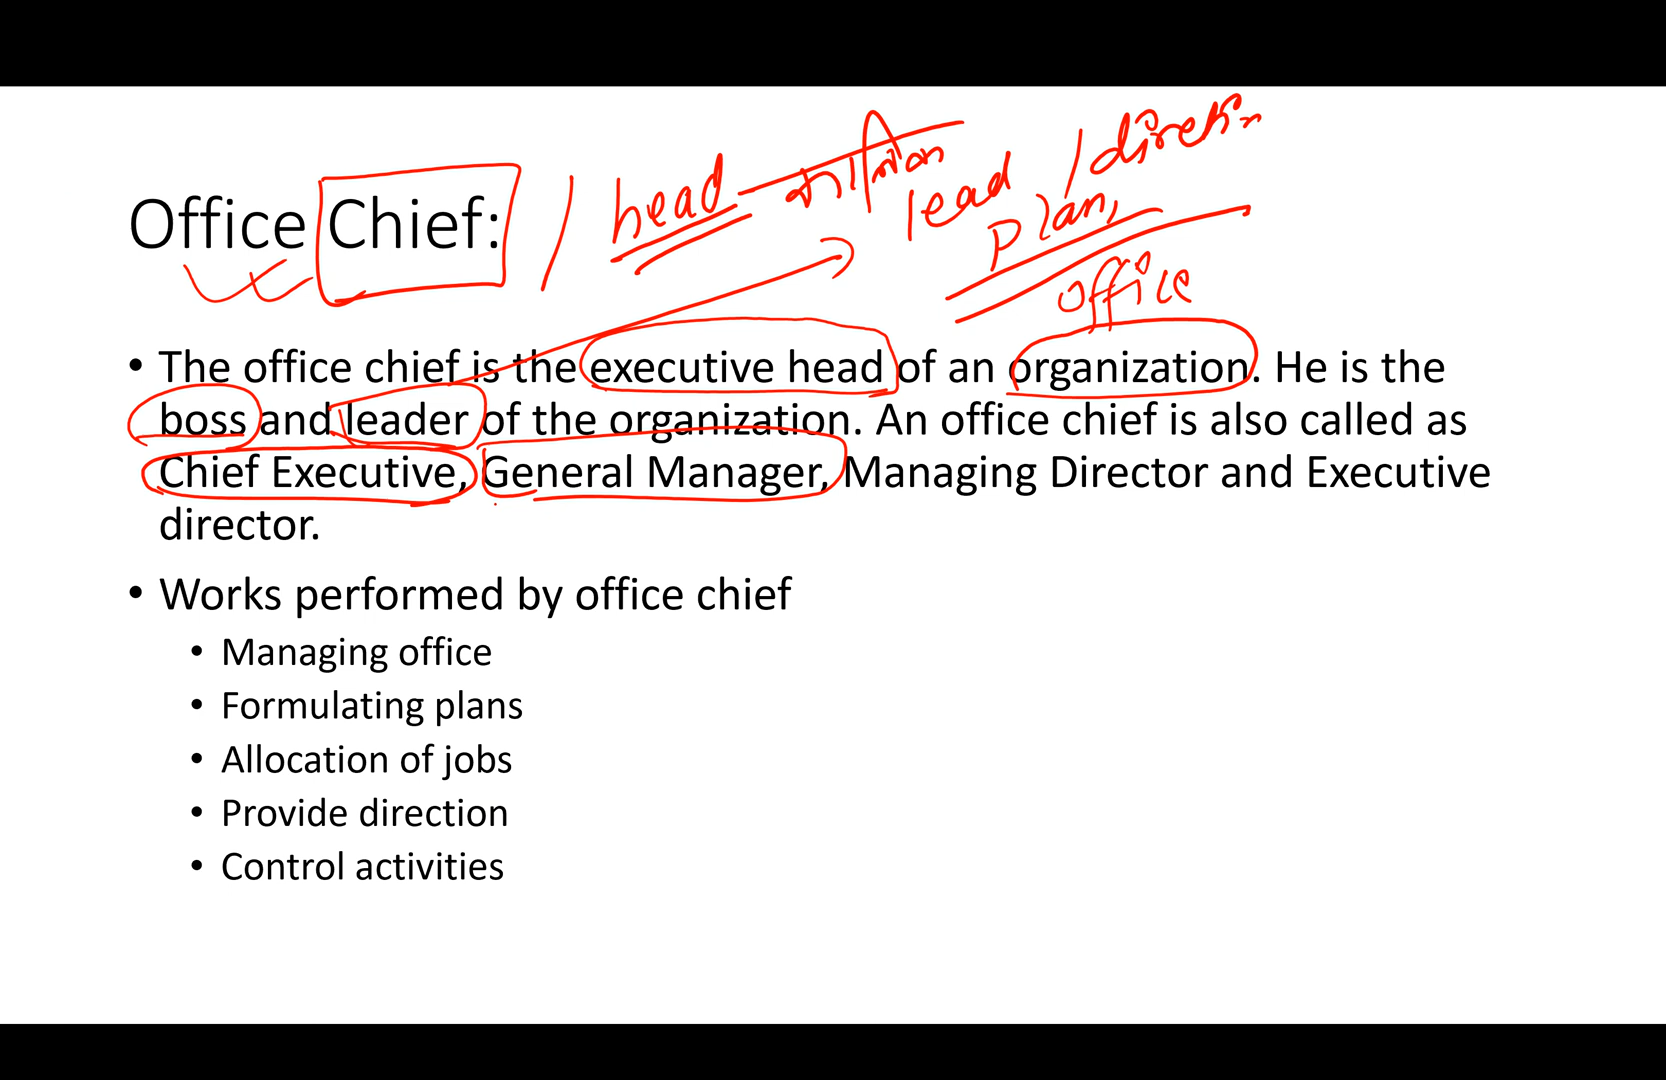 / direction
head
lead
plan,
Office Chief: /
office
• The office chief is the executive head of an organization. He is the
boss and leader of the organization. An office chief is also called as
Chief Executive, General Manager, Managing Director and Executive
director.
• Works performed by office chief
• Managing office
• Formulating plans
• Allocation of jobs
• Provide direction
• Control activities